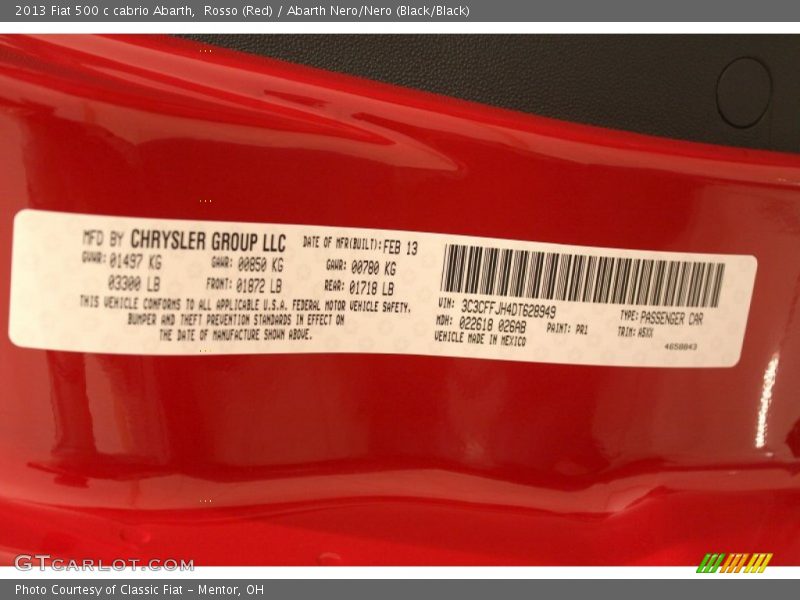 2013 Fiat 500 c cabrio Abarth, Rosso (Red) / Abarth Nero/Nero (Black/Black)
MFD BY CHRYSLER GROUP LLC DATE OF MFR(BUILT): FEB 13
GVWR: 01497 KG GAWR: 00850 KG GAWR: 00780 KG
03300 LB FRONT: 01872 LB REAR: 01718 LB
THIS VEHICLE CONFORMS TO ALL APPLICABLE U.S.A. FEDERAL MOTOR VEHICLE SAFETY,
BUMPER AND THEFT PREVENTION STANDARDS IN EFFECT ON
THE DATE OF MANUFACTURE SHOWN ABOVE.
VIN: 3C3CFFJH4DT628949 TYPE: PASSENGER CAR
MDH: 022618 026AB PAINT: PR1 TRIM: A5XX
VEHICLE MADE IN MEXICO 4658843
GTCARLOT.COM
Photo Courtesy of Classic Fiat - Mentor, OH